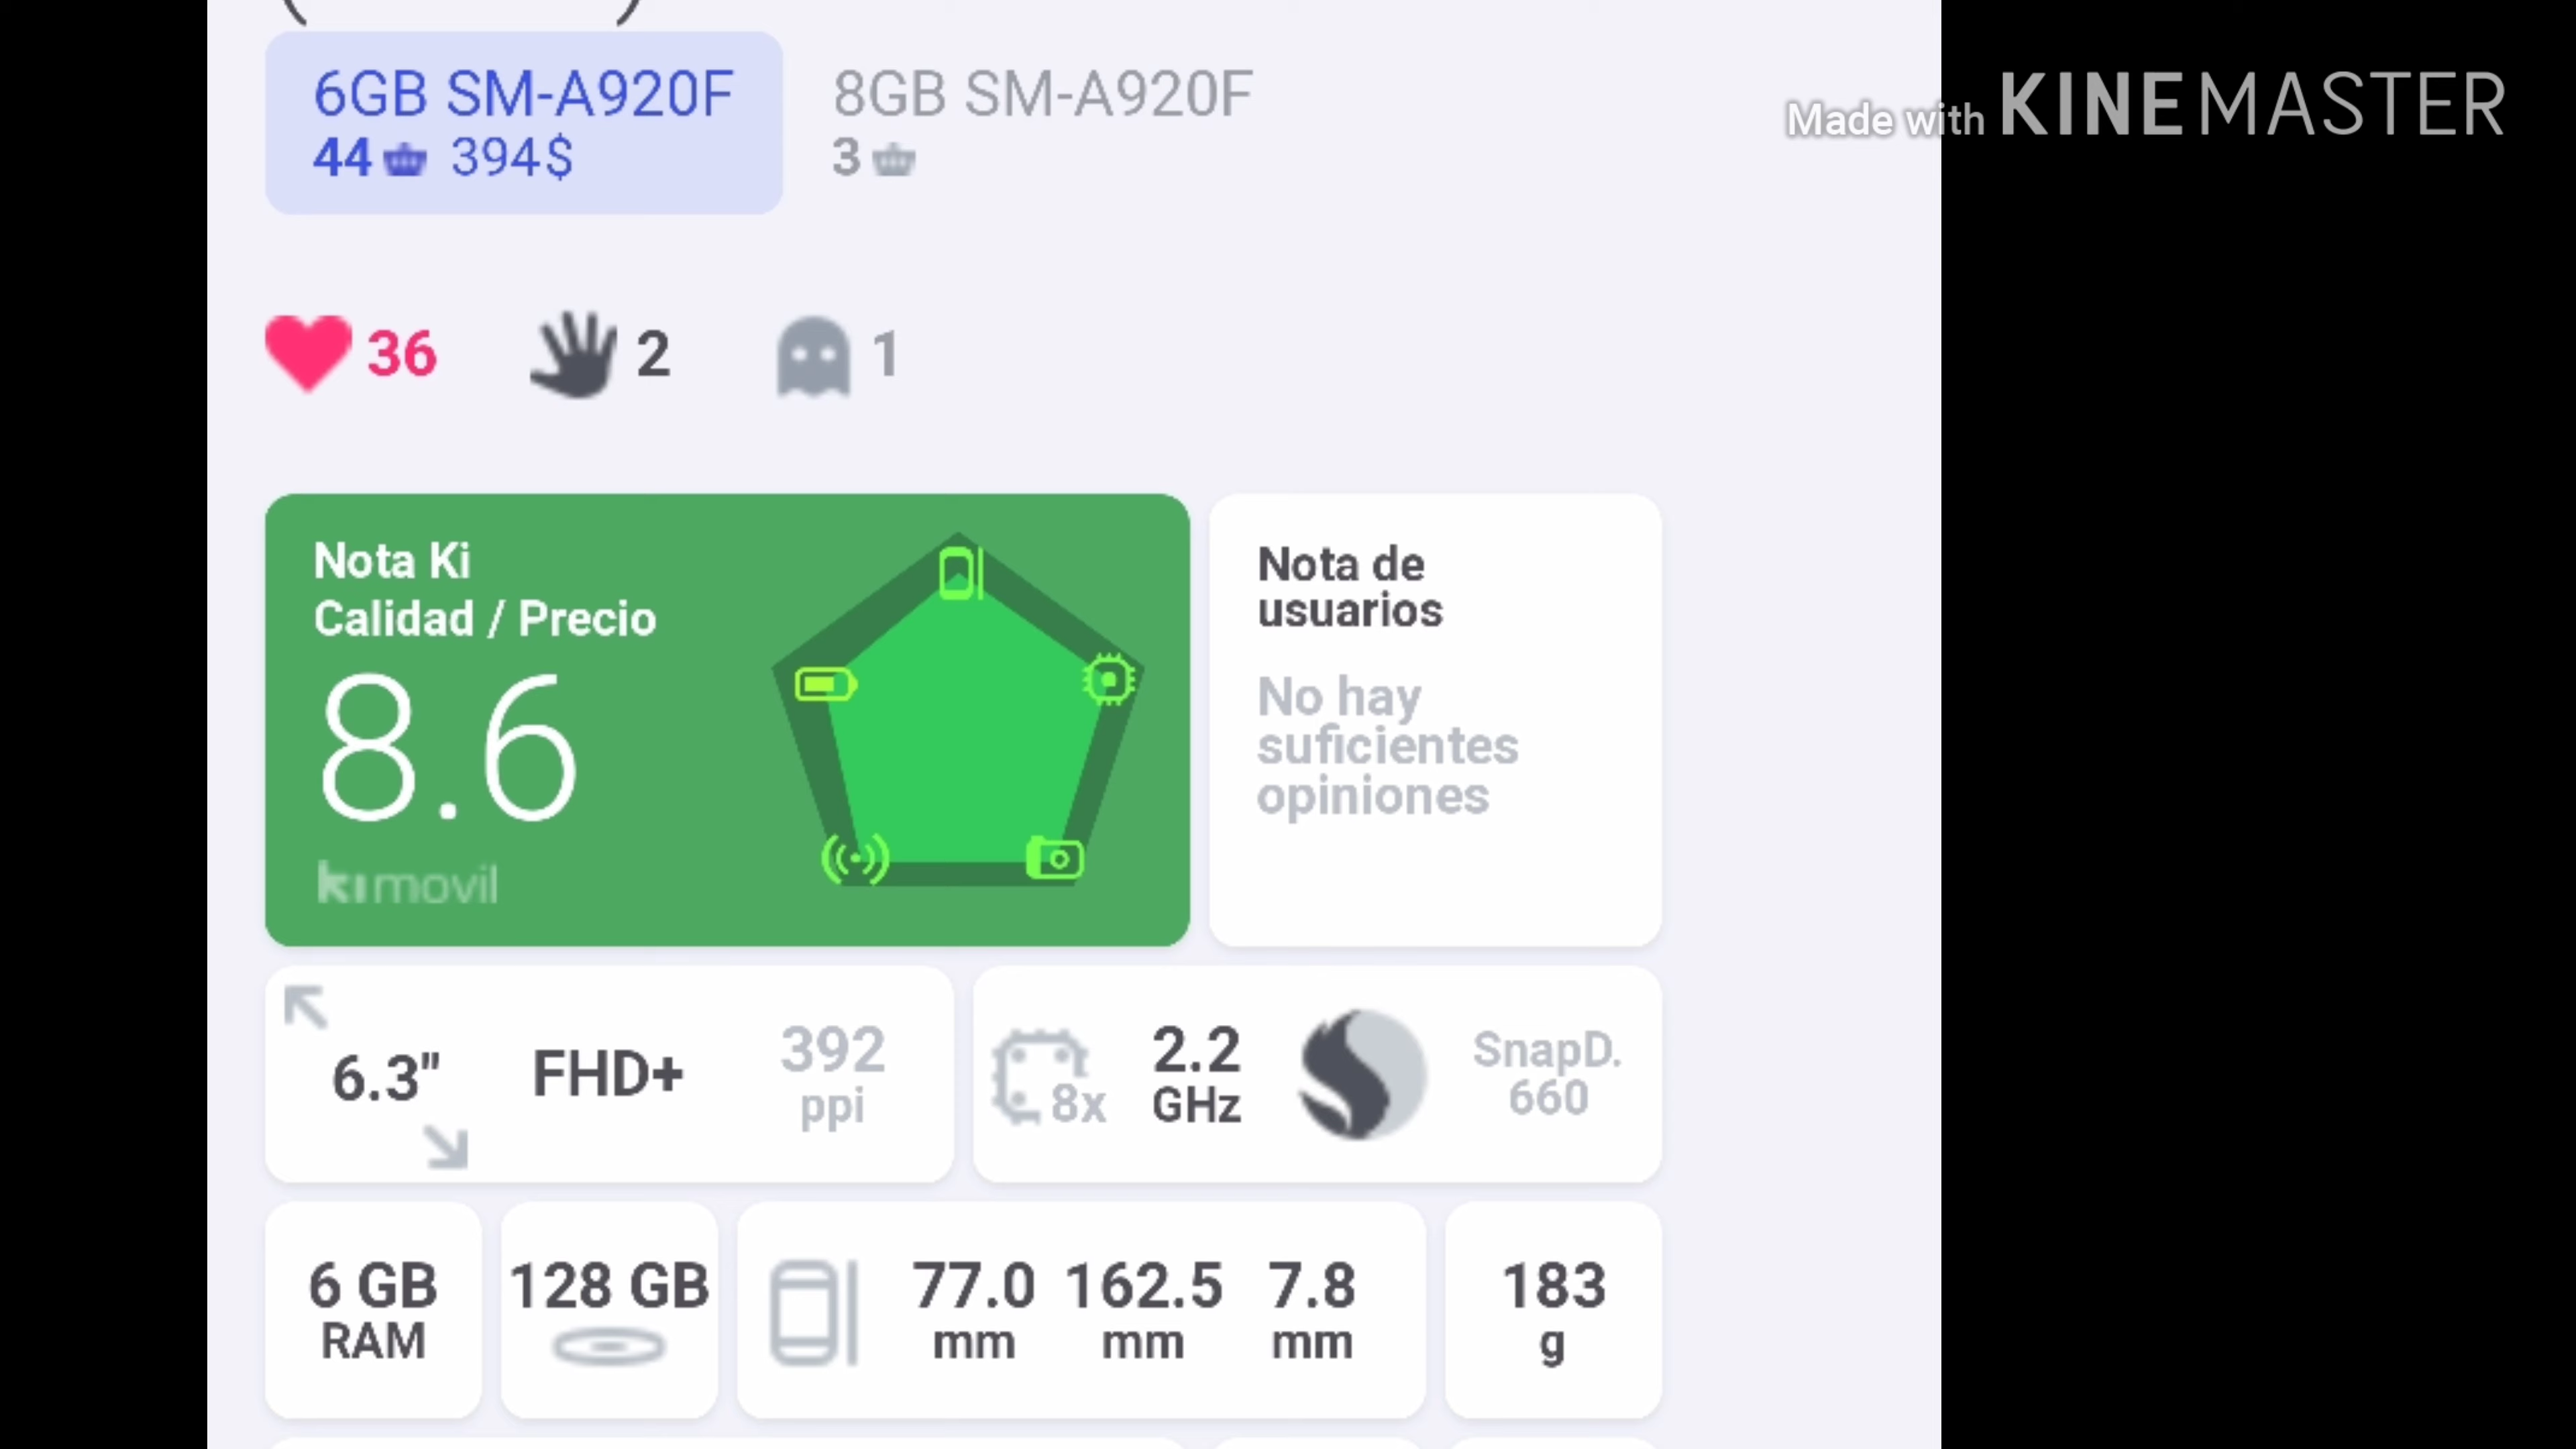 6GB SM-A920F
44 394$
8GB SM-A920F
3
Made with KINEMASTER
36
2
1
Nota Ki
Calidad / Precio
8.6
kimovil
Nota de
usuarios
No hay
suficientes
opiniones
6.3"
FHD+
392
ppi
8x
2.2
GHz
SnapD.
660
6 GB
RAM
128 GB
77.0
mm
162.5
mm
7.8
mm
183
g